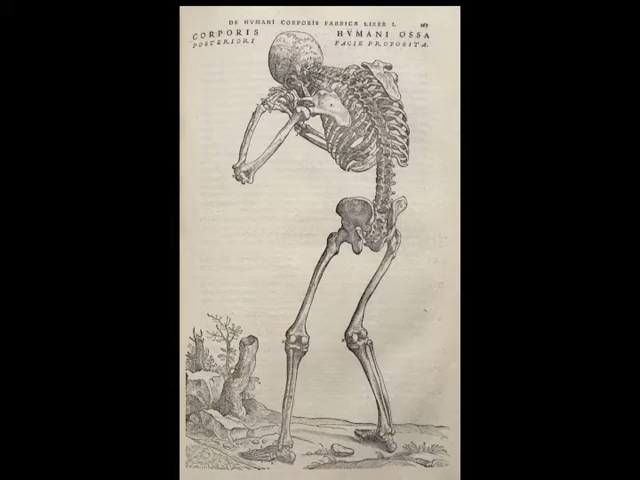 DE HVMANI CORPORIS FABRICA LIBER I.
CORPORIS HVMANI OSSA
POSTERIORI FACIE PROPOSITA.